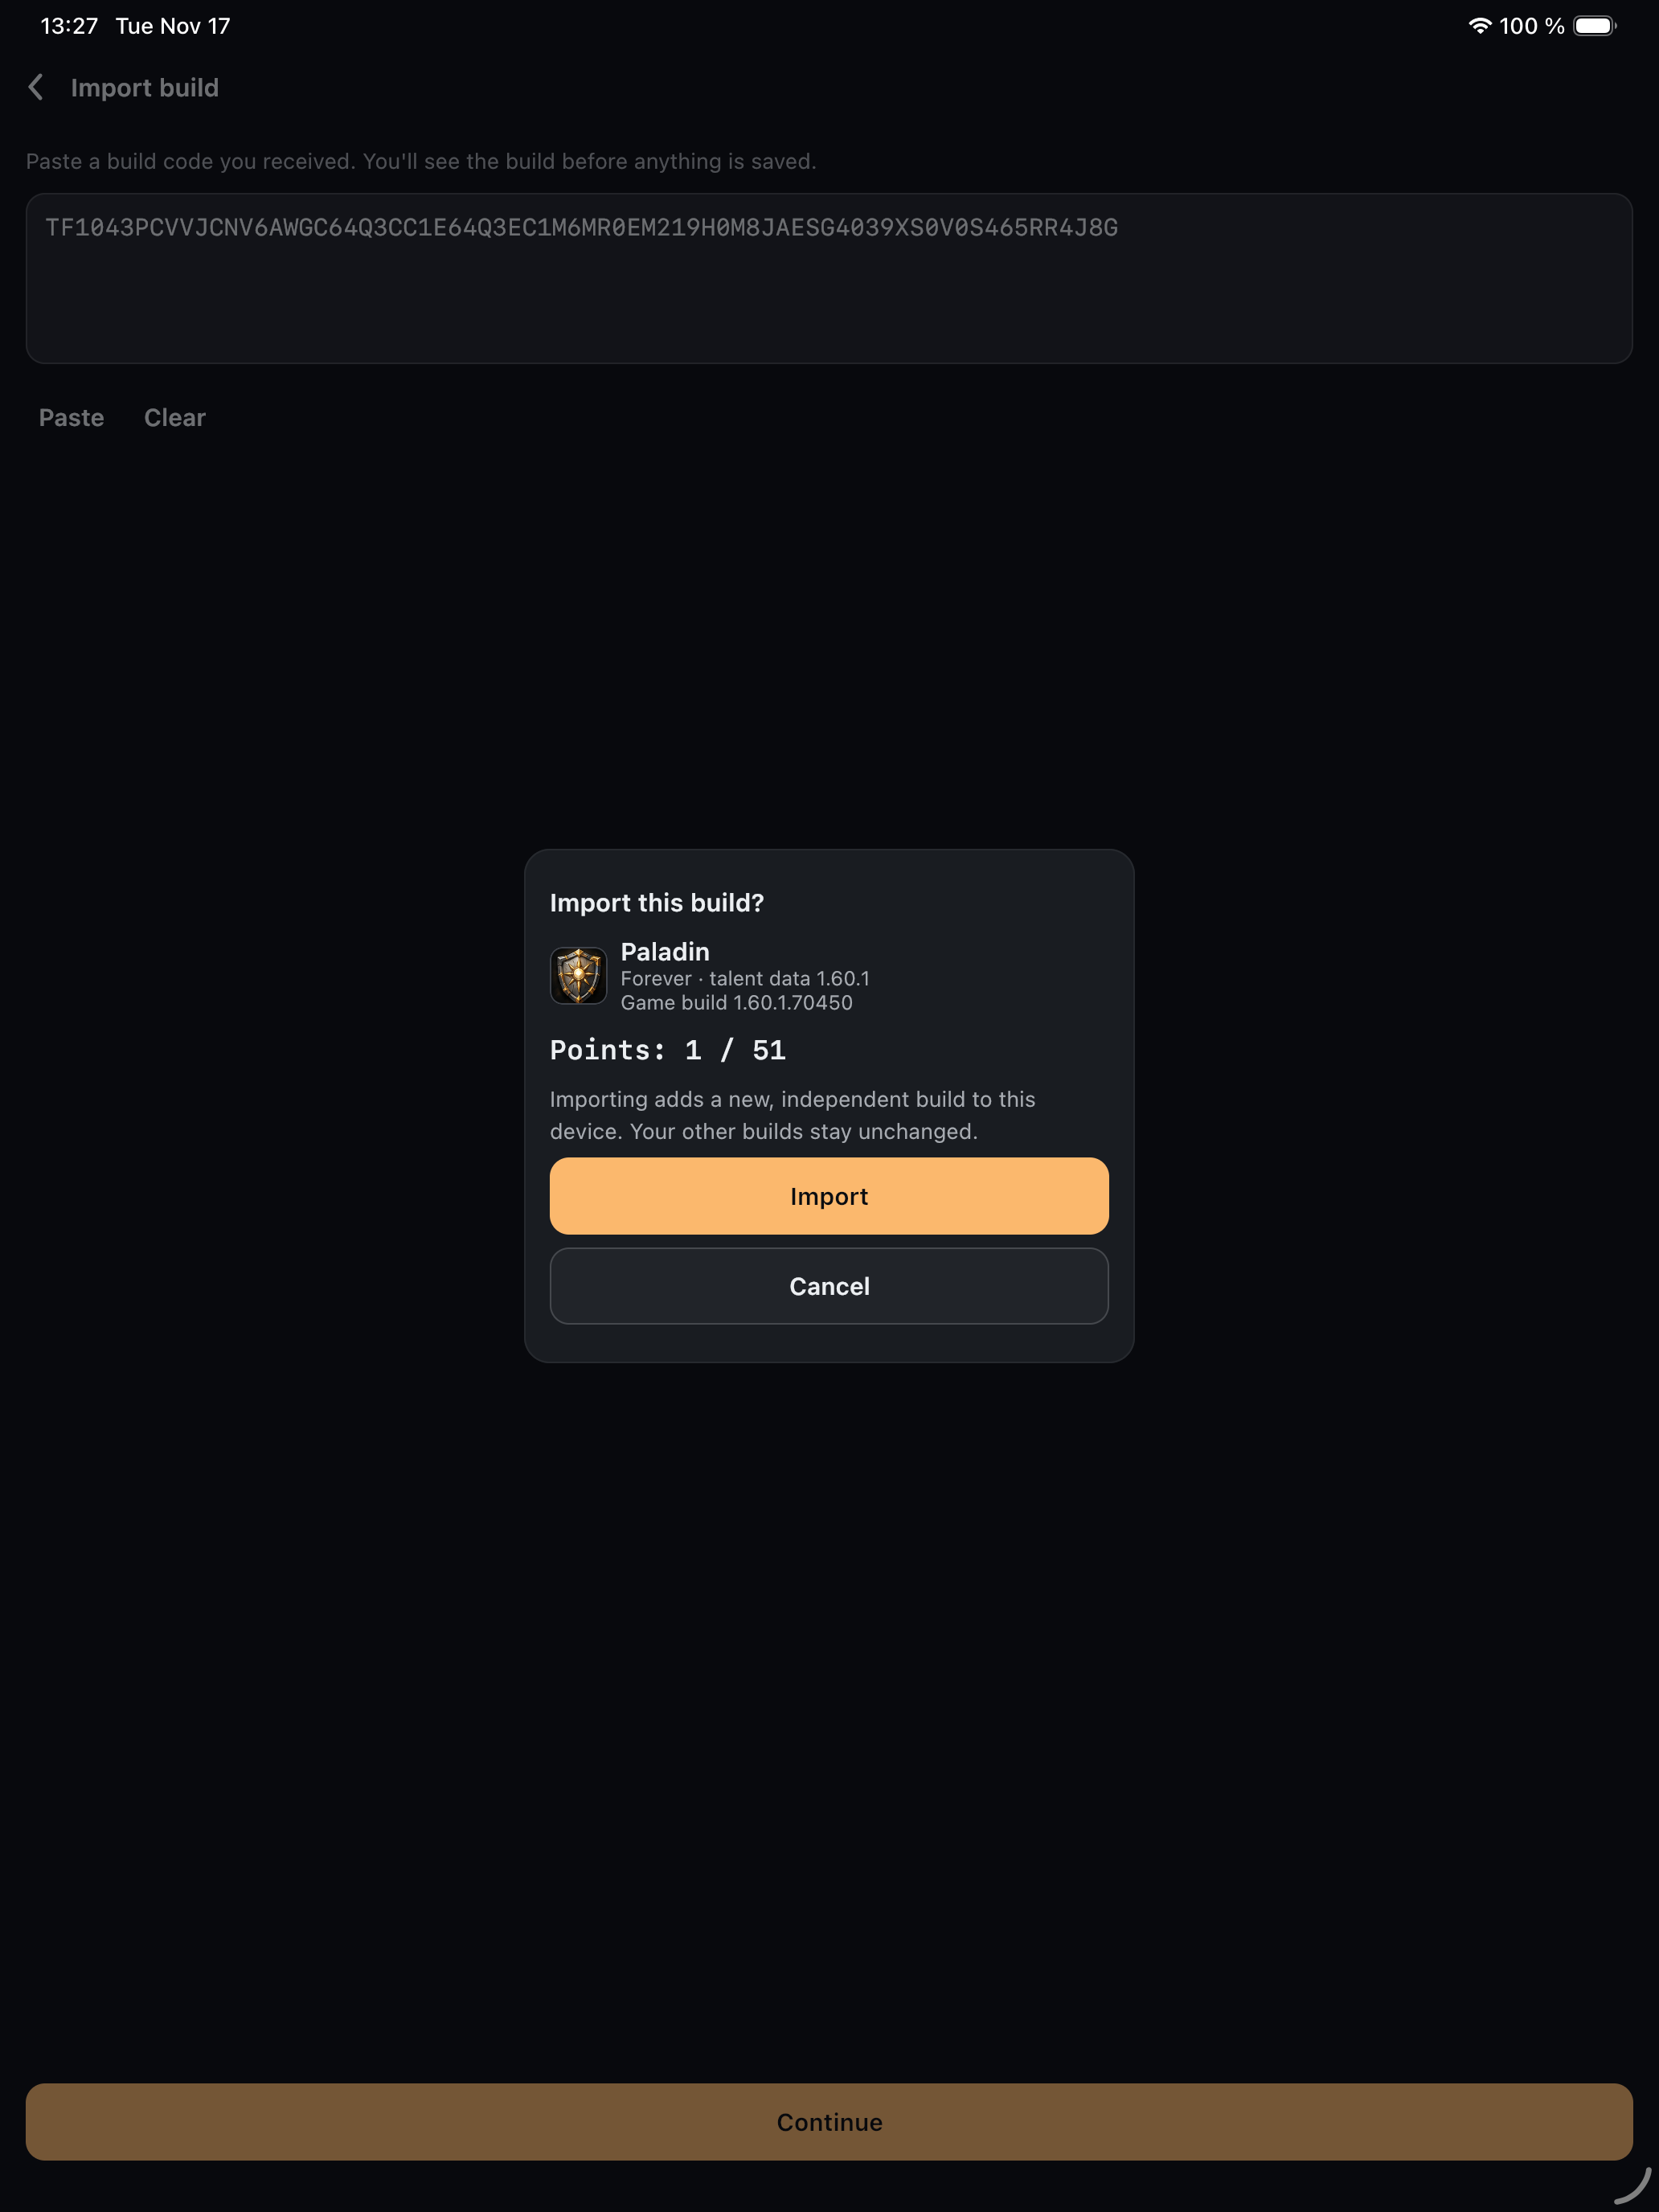 13:27 Tue Nov 17
100 %
Import build
Paste a build code you received. You'll see the build before anything is saved.
TF1043PCVVJCNV6AWGC64Q3CC1E64Q3EC1M6MR0EM219H0M8JAESG4039XS0V0S465RR4J8G
Paste Clear
Import this build?
Paladin
Forever · talent data 1.60.1
Game build 1.60.1.70450
Points: 1 / 51
Importing adds a new, independent build to this
device. Your other builds stay unchanged.
Import
Cancel
Continue